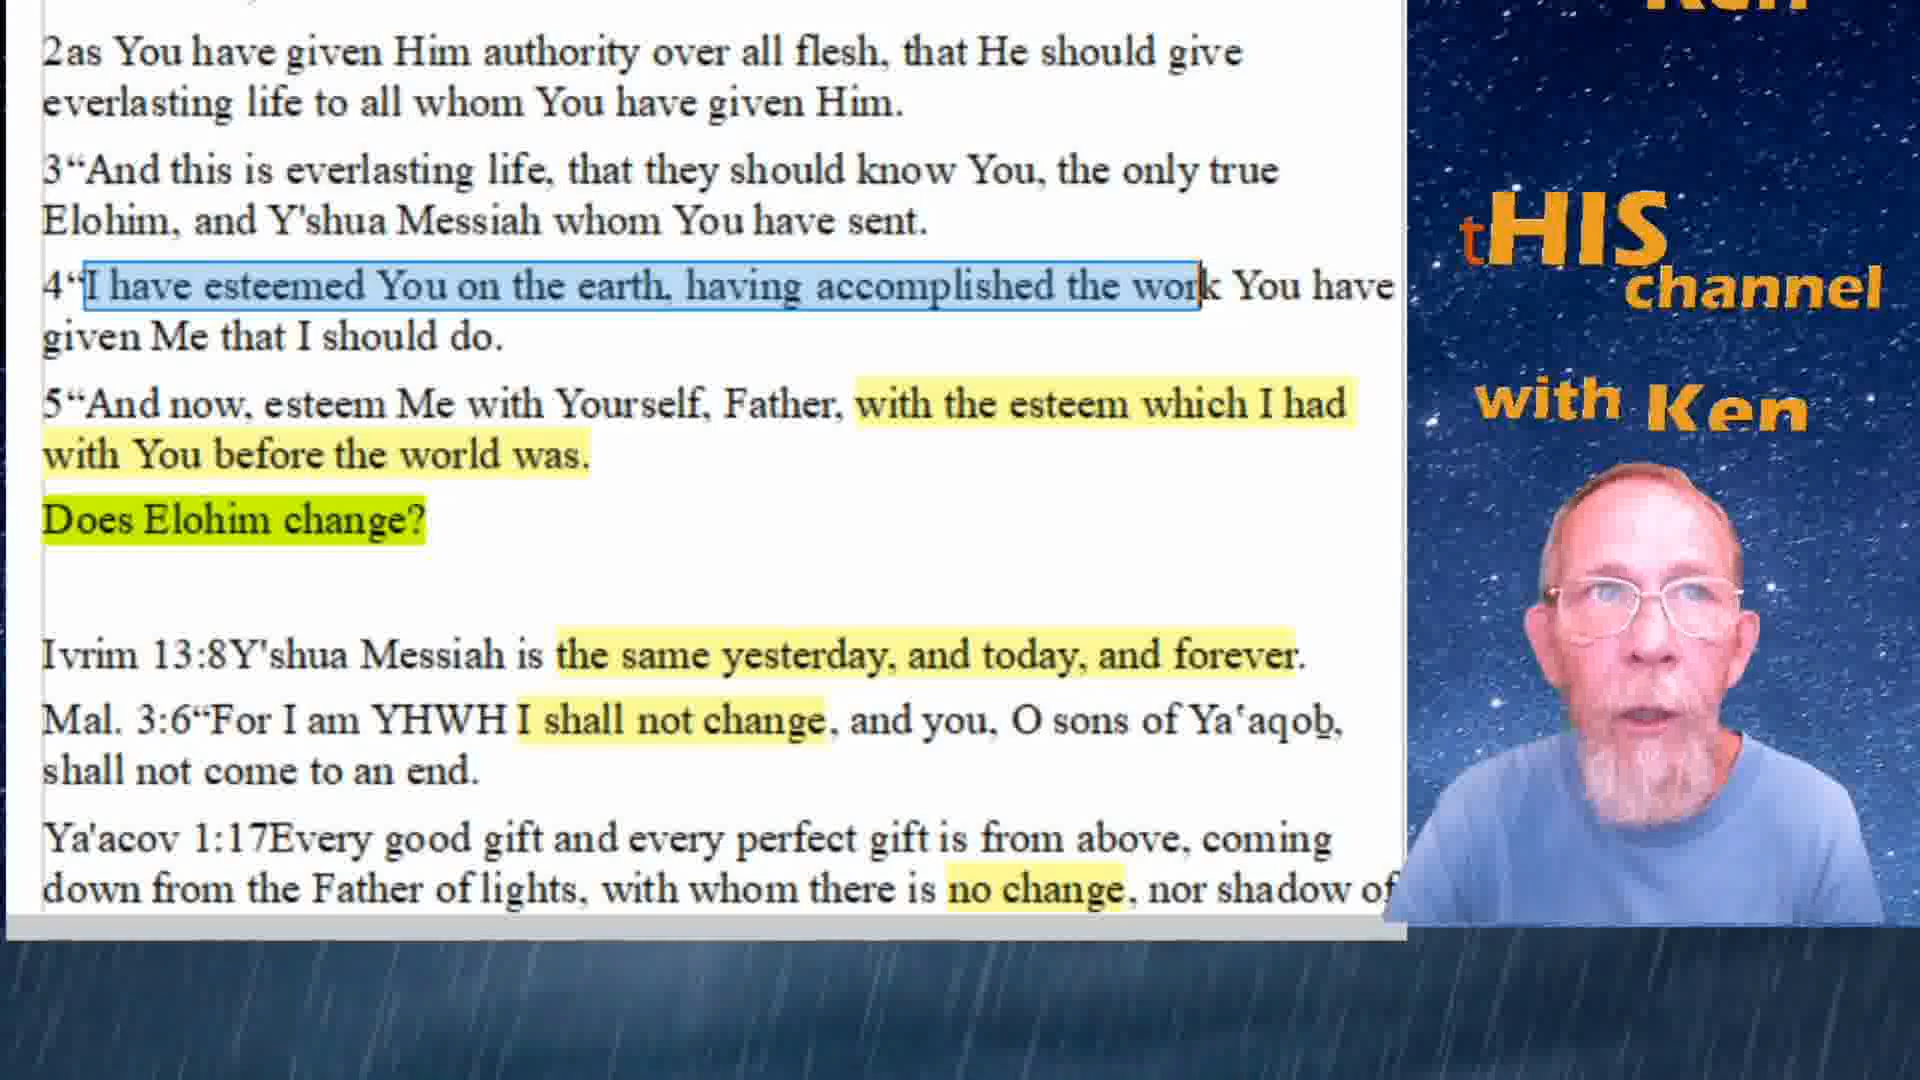 2as You have given Him authority over all flesh, that He should give
everlasting life to all whom You have given Him.
3“And this is everlasting life, that they should know You, the only true
Elohim, and Y'shua Messiah whom You have sent.
4“I have esteemed You on the earth, having accomplished the work You have
given Me that I should do.
5“And now, esteem Me with Yourself, Father, with the esteem which I had
with You before the world was.
Does Elohim change?
Ivrim 13:8Y'shua Messiah is the same yesterday, and today, and forever.
Mal. 3:6“For I am YHWH I shall not change, and you, O sons of Yaʽaqoḇ,
shall not come to an end.
Ya'acov 1:17Every good gift and every perfect gift is from above, coming
down from the Father of lights, with whom there is no change, nor shadow of
Ken
tHIS
channel
with Ken